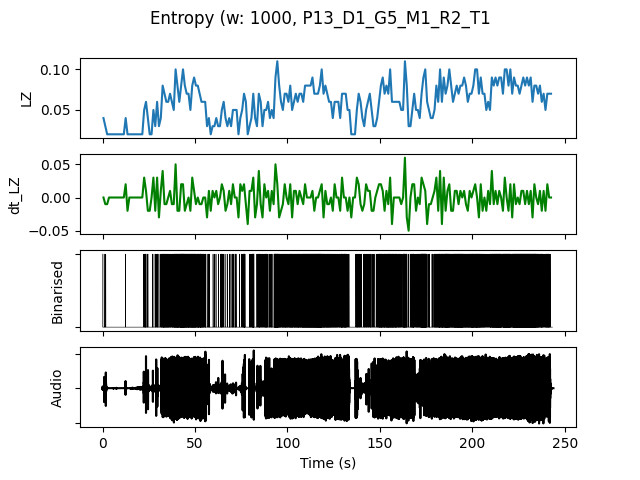 Entropy (w: 1000, P13_D1_G5_M1_R2_T1
0.10
0.05
LZ
0.05
0.00
−0.05
dt_LZ
Binarised
Audio
0 50 100 150 200 250
Time (s)